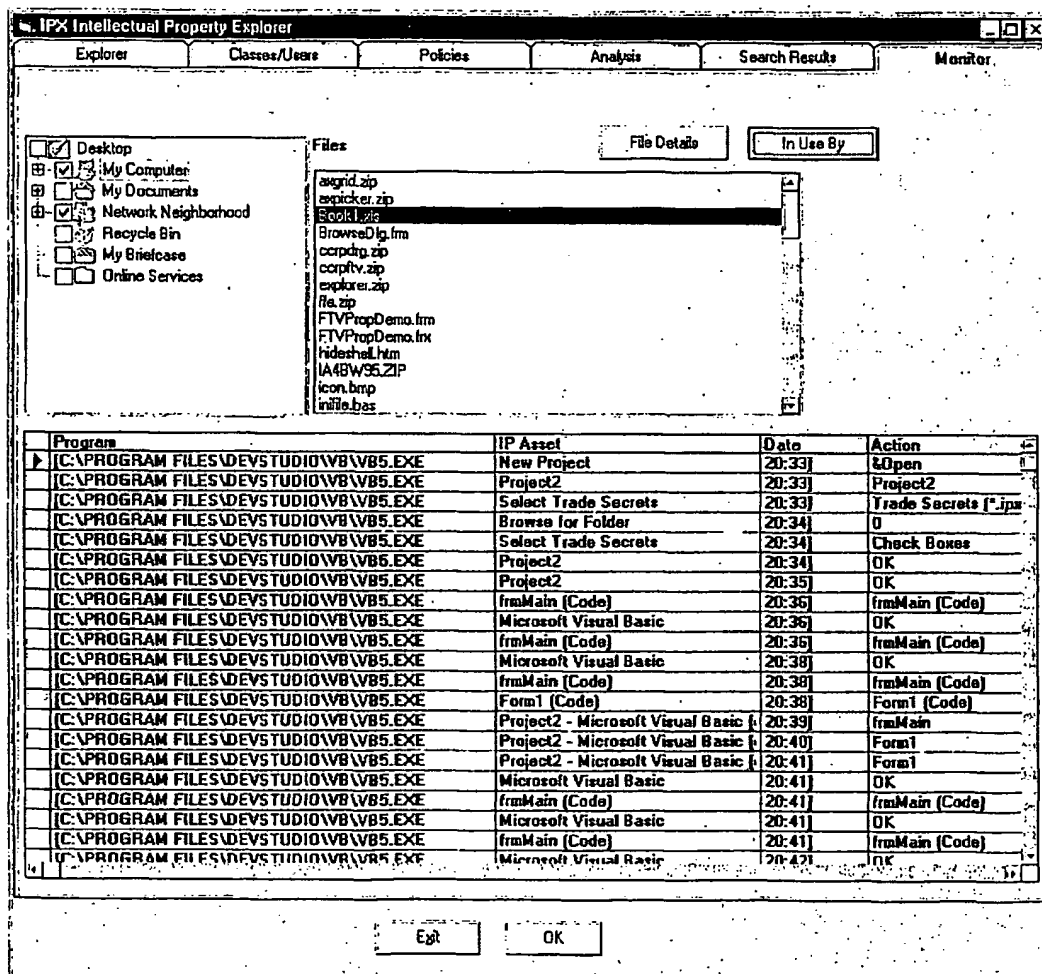 IPX Intellectual Property Explorer
Explorer Classes/Users Policies Analysis Search Results Monitor
File Details In Use By
Files
Desktop
My Computer
My Documents
Network Neighborhood
Recycle Bin
My Briefcase
Online Services
axgrid.zip
axpicker.zip
Book1.xls
BrowseDlg.frm
ccrpdrg.zip
ccrpftv.zip
explorer.zip
file.zip
FTVPropDemo.frm
FTVPropDemo.frx
hideshell.htm
IA4BW95.ZIP
icon.bmp
inifile.bas
Program IP Asset Date Action
[C:\PROGRAM FILES\DEVSTUDIO\VB\VB5.EXE New Project 20:33] &Open
[C:\PROGRAM FILES\DEVSTUDIO\VB\VB5.EXE Project2 20:33] Project2
[C:\PROGRAM FILES\DEVSTUDIO\VB\VB5.EXE Select Trade Secrets 20:33] Trade Secrets (*.ipx
[C:\PROGRAM FILES\DEVSTUDIO\VB\VB5.EXE Browse for Folder 20:34] 0
[C:\PROGRAM FILES\DEVSTUDIO\VB\VB5.EXE Select Trade Secrets 20:34] Check Boxes
[C:\PROGRAM FILES\DEVSTUDIO\VB\VB5.EXE Project2 20:34] OK
[C:\PROGRAM FILES\DEVSTUDIO\VB\VB5.EXE Project2 20:35] OK
[C:\PROGRAM FILES\DEVSTUDIO\VB\VB5.EXE frmMain (Code) 20:36] frmMain (Code)
[C:\PROGRAM FILES\DEVSTUDIO\VB\VB5.EXE Microsoft Visual Basic 20:36] OK
[C:\PROGRAM FILES\DEVSTUDIO\VB\VB5.EXE frmMain (Code) 20:36] frmMain (Code)
[C:\PROGRAM FILES\DEVSTUDIO\VB\VB5.EXE Microsoft Visual Basic 20:38] OK
[C:\PROGRAM FILES\DEVSTUDIO\VB\VB5.EXE frmMain (Code) 20:38] frmMain (Code)
[C:\PROGRAM FILES\DEVSTUDIO\VB\VB5.EXE Form1 (Code) 20:38] Form1 (Code)
[C:\PROGRAM FILES\DEVSTUDIO\VB\VB5.EXE Project2 - Microsoft Visual Basic [ 20:39] frmMain
[C:\PROGRAM FILES\DEVSTUDIO\VB\VB5.EXE Project2 - Microsoft Visual Basic [ 20:40] Form1
[C:\PROGRAM FILES\DEVSTUDIO\VB\VB5.EXE Project2 - Microsoft Visual Basic [ 20:41] Form1
[C:\PROGRAM FILES\DEVSTUDIO\VB\VB5.EXE Microsoft Visual Basic 20:41] OK
[C:\PROGRAM FILES\DEVSTUDIO\VB\VB5.EXE frmMain (Code) 20:41] frmMain (Code)
[C:\PROGRAM FILES\DEVSTUDIO\VB\VB5.EXE Microsoft Visual Basic 20:41] OK
[C:\PROGRAM FILES\DEVSTUDIO\VB\VB5.EXE frmMain (Code) 20:41] frmMain (Code)
[C:\PROGRAM FILES\DEVSTUDIO\VB\VB5.EXE Microsoft Visual Basic 20:42] OK
Exit OK